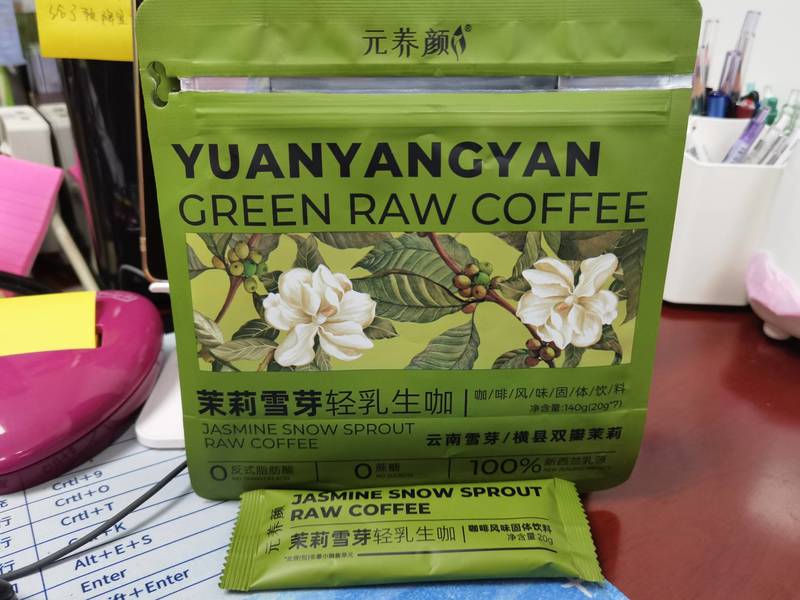 元养颜
YUANYANGYAN
GREEN RAW COFFEE
茉莉雪芽轻乳生咖
咖/啡/风/味/固/体/饮/料
净含量:140g(20g*7)
JASMINE SNOW SPROUT
RAW COFFEE
云南雪芽/横县双瓣茉莉
0反式脂肪酸
0蔗糖
100%新西兰乳源
JASMINE SNOW SPROUT
RAW COFFEE
元养颜
茉莉雪芽轻乳生咖
咖啡风味固体饮料
净含量 20g
Crtl+9
Crtl+O
Crtl+T
Alt+E+S
Enter